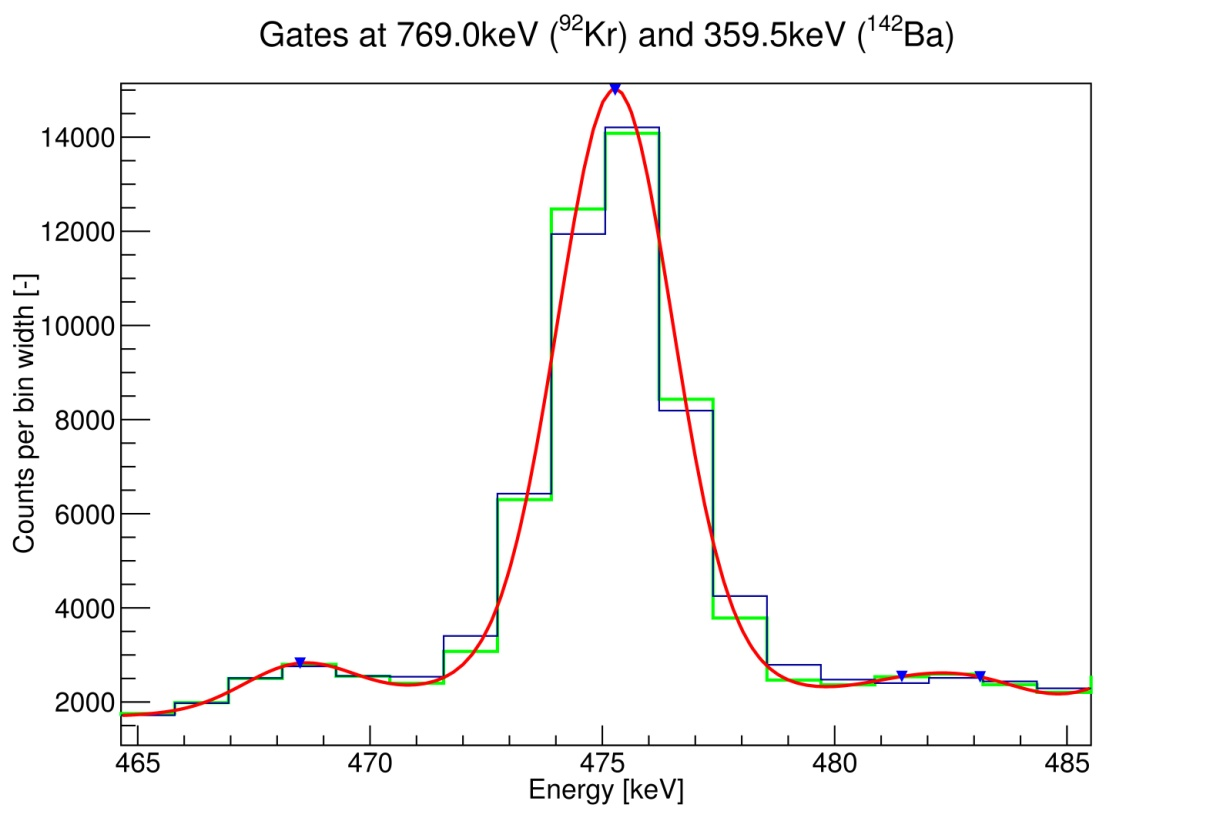 Gates at 769.0keV (⁹²Kr) and 359.5keV (¹⁴²Ba)
Counts per bin width [-]
14000
12000
10000
8000
6000
4000
2000
465 470 475 480 485
Energy [keV]